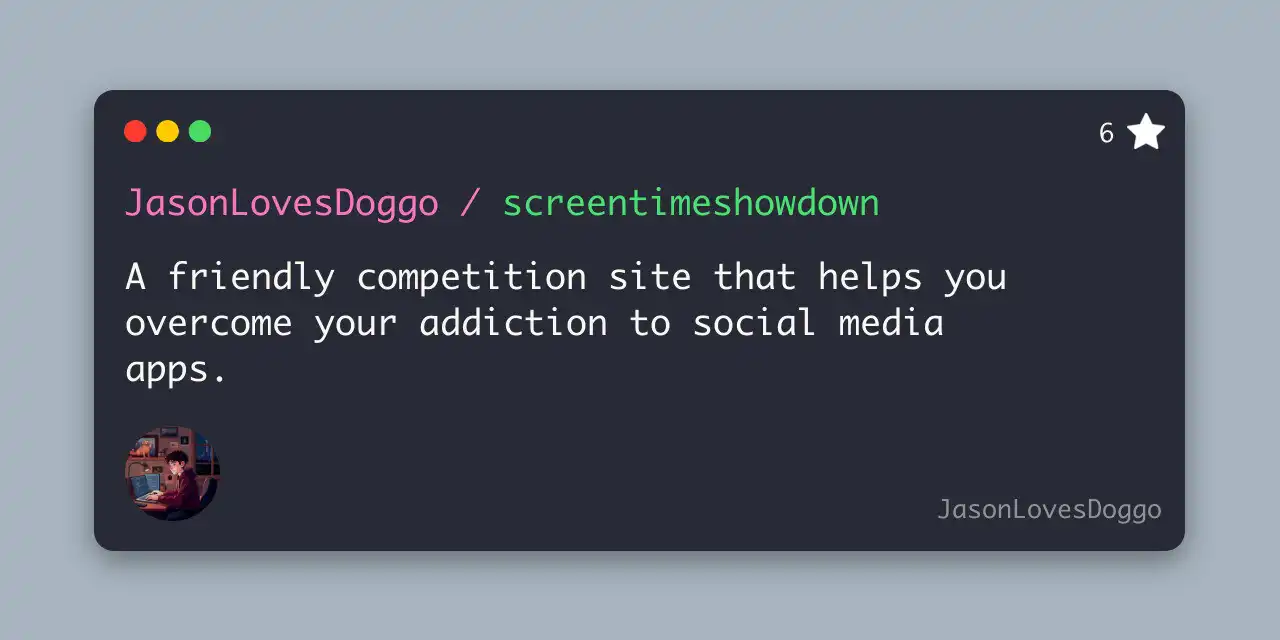 6
JasonLovesDoggo / screentimeshowdown
A friendly competition site that helps you
overcome your addiction to social media
apps.
JasonLovesDoggo